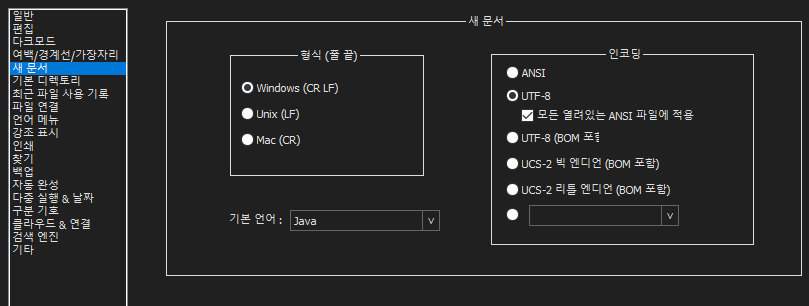 일반
편집
다크모드
여백/경계선/가장자리
새 문서
기본 디렉토리
최근 파일 사용 기록
파일 연결
언어 메뉴
강조 표시
인쇄
찾기
백업
자동 완성
다중 실행 & 날짜
구분 기호
클라우드 & 연결
검색 엔진
기타
새 문서
형식 (줄 끝)
Windows (CR LF)
Unix (LF)
Mac (CR)
기본 언어 :
Java
인코딩
ANSI
UTF-8
모든 열려있는 ANSI 파일에 적용
UTF-8 (BOM 포함
UCS-2 빅 엔디언 (BOM 포함)
UCS-2 리틀 엔디언 (BOM 포함)